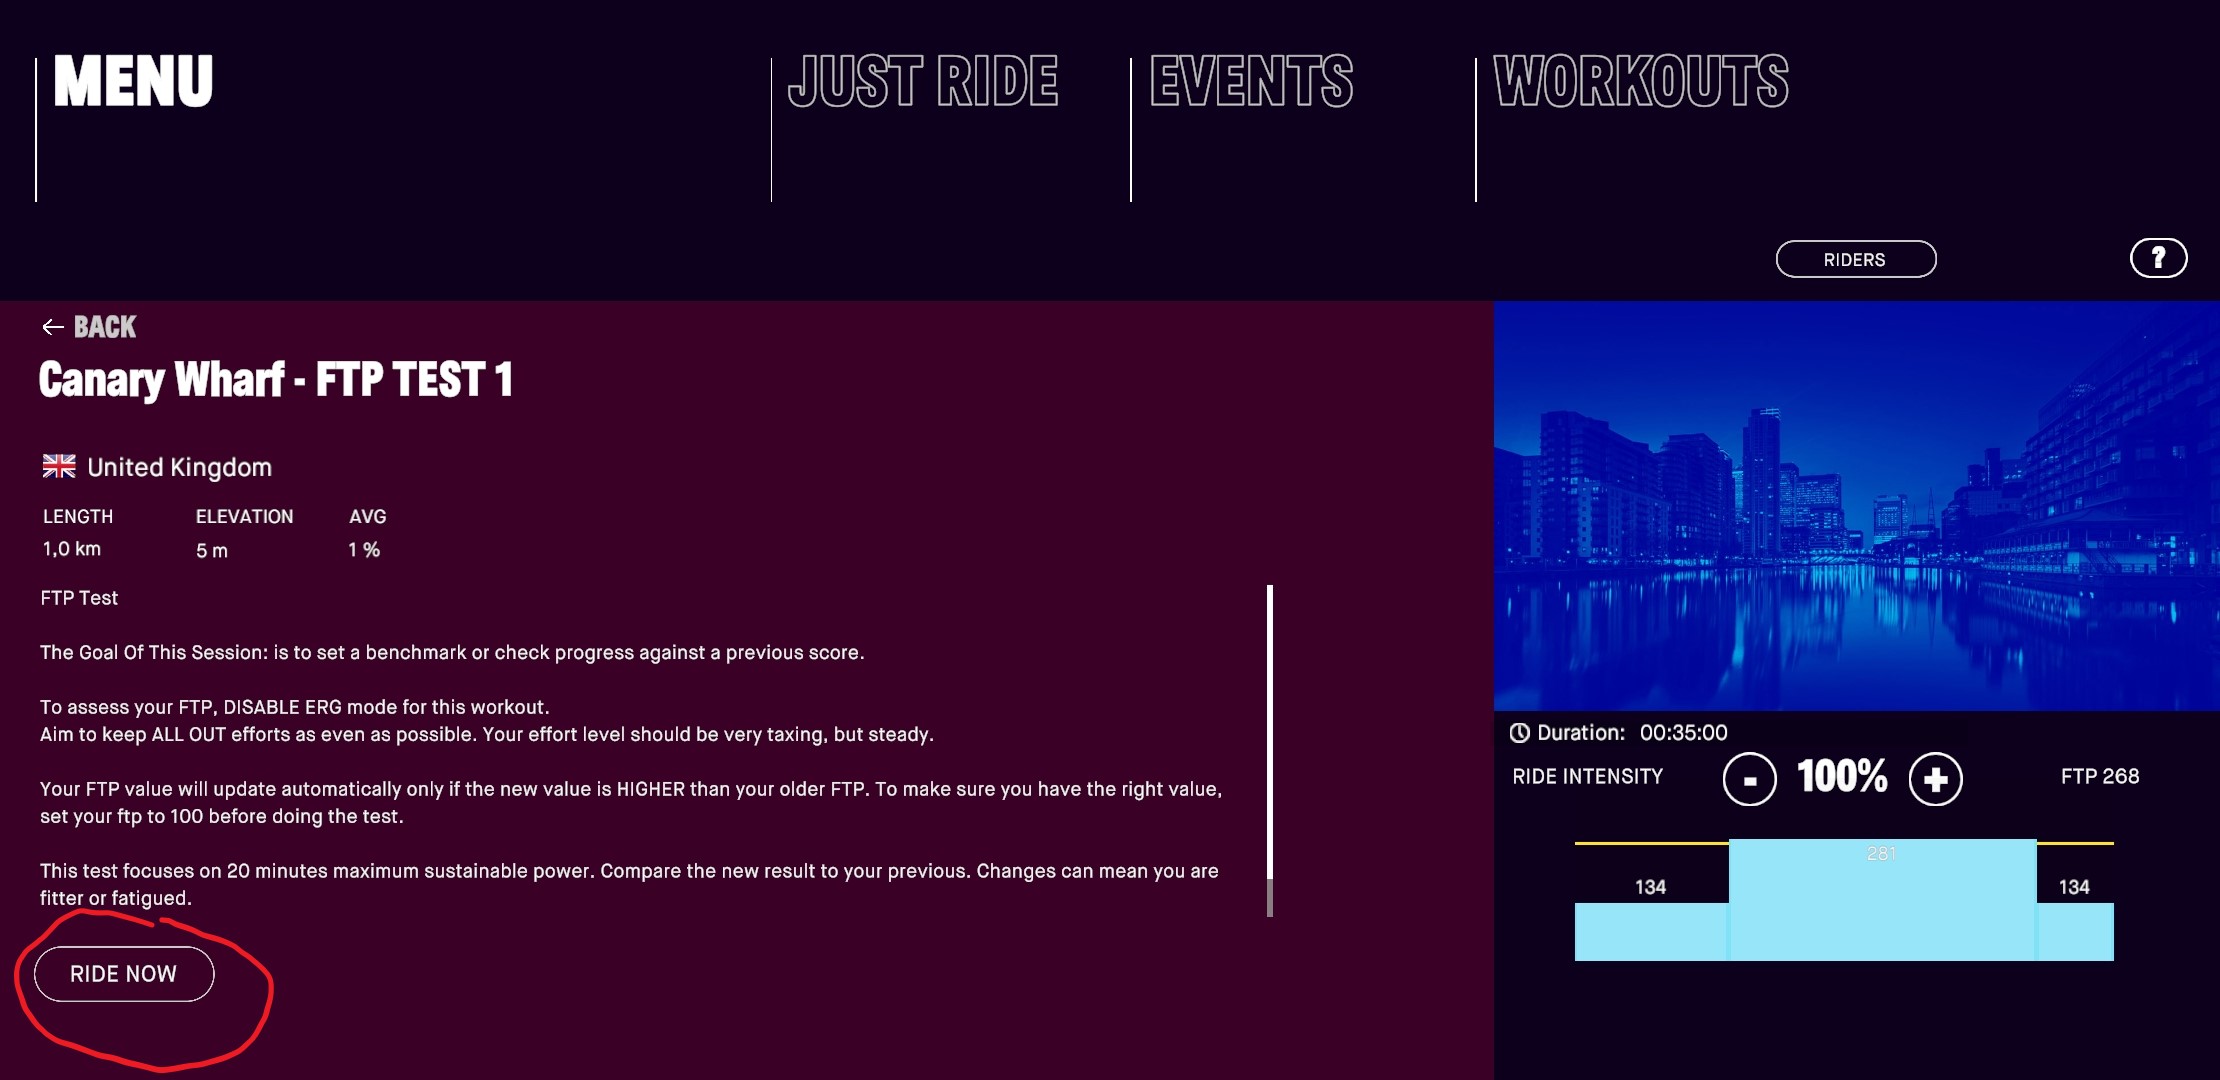 MENU
JUST RIDE
EVENTS
WORKOUTS
RIDERS
?
← BACK
Canary Wharf - FTP TEST 1
United Kingdom
LENGTH ELEVATION AVG
1,0 km 5 m 1 %
FTP Test
The Goal Of This Session: is to set a benchmark or check progress against a previous score.
To assess your FTP, DISABLE ERG mode for this workout.
Aim to keep ALL OUT efforts as even as possible. Your effort level should be very taxing, but steady.
Your FTP value will update automatically only if the new value is HIGHER than your older FTP. To make sure you have the right value,
set your ftp to 100 before doing the test.
This test focuses on 20 minutes maximum sustainable power. Compare the new result to your previous. Changes can mean you are
fitter or fatigued.
RIDE NOW
Duration: 00:35:00
RIDE INTENSITY - 100% + FTP 268
281
134 134